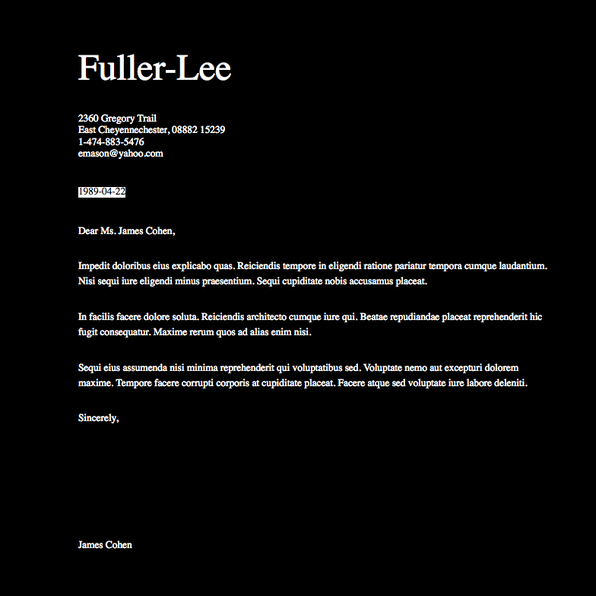 Fuller-Lee
2360 Gregory Trail
East Cheyennechester, 08882 15239
1-474-883-5476
emason@yahoo.com
1989-04-22
Dear Ms. James Cohen,
Impedit doloribus eius explicabo quas. Reiciendis tempore in eligendi ratione pariatur tempora cumque laudantium.
Nisi sequi iure eligendi minus praesentium. Sequi cupiditate nobis accusamus placeat.
In facilis facere dolore soluta. Reiciendis architecto cumque iure qui. Beatae repudiandae placeat reprehenderit hic
fugit consequatur. Maxime rerum quos ad alias enim nisi.
Sequi eius assumenda nisi minima reprehenderit qui voluptatibus sed. Voluptate nemo aut excepturi dolorem
maxime. Tempore facere corrupti corporis at cupiditate placeat. Facere atque sed voluptate iure labore deleniti.
Sincerely,
James Cohen